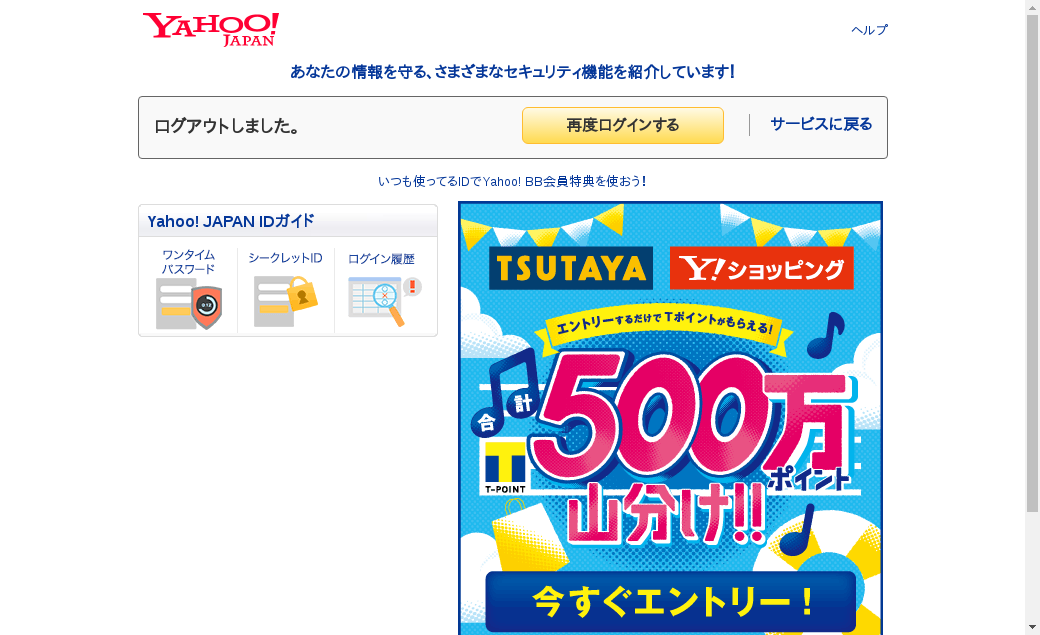 YAHOO!
JAPAN
ヘルプ
あなたの情報を守る、さまざまなセキュリティ機能を紹介しています!
ログアウトしました。
再度ログインする
サービスに戻る
いつも使ってるIDでYahoo! BB会員特典を使おう!
Yahoo! JAPAN IDガイド
ワンタイム
パスワード
シークレットID
ログイン履歴
TSUTAYA
Y!ショッピング
エントリーするだけでTポイントがもらえる!
合計
500万
ポイント
T
T-POINT
山分け!!
今すぐエントリー!